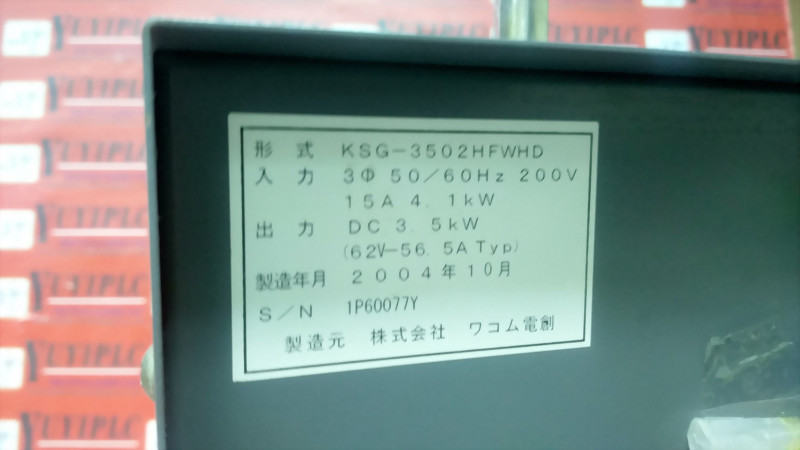 形式 KSG-3502HFWHD
入力 3Φ 50/60Hz 200V
15A 4.1kW
出力 DC 3.5kW
(62V-56.5A Typ)
製造年月 2004年10月
S/N 1P60077Y
製造元 株式会社 ワコム電創
YUYIPLC
YUYIPLC
YUYIPLC
YUYIPLC
YUYIPLC